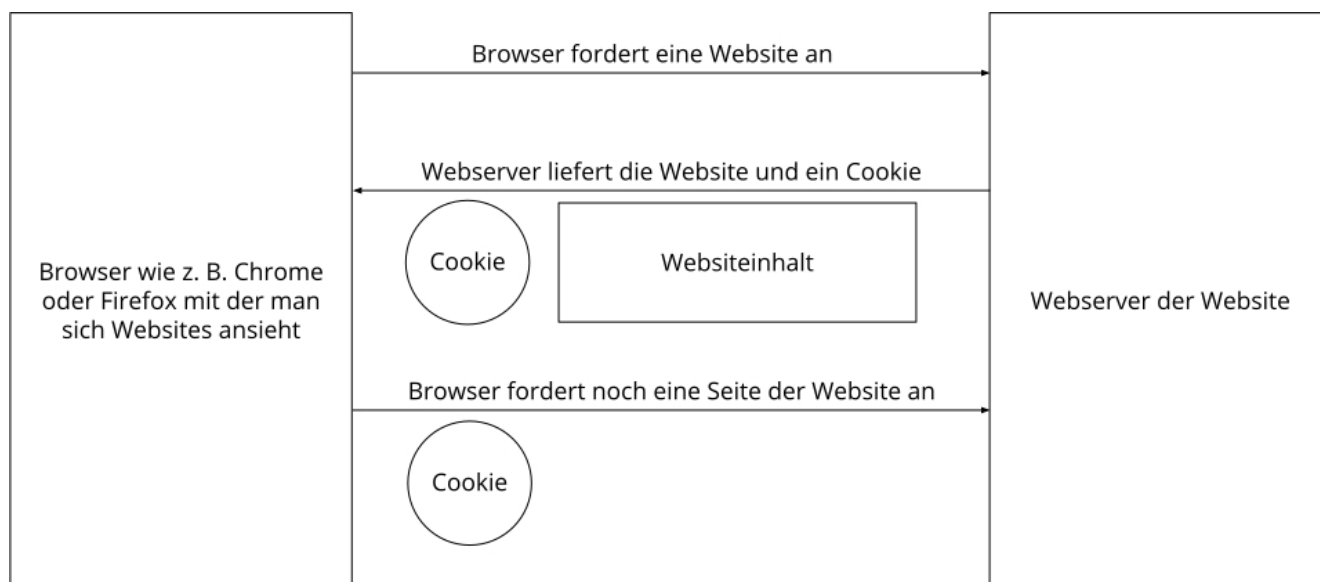 Browser fordert eine Website an
Webserver liefert die Website und ein Cookie
Cookie
Websiteinhalt
Browser wie z. B. Chrome
oder Firefox mit der man
sich Websites ansieht
Webserver der Website
Browser fordert noch eine Seite der Website an
Cookie